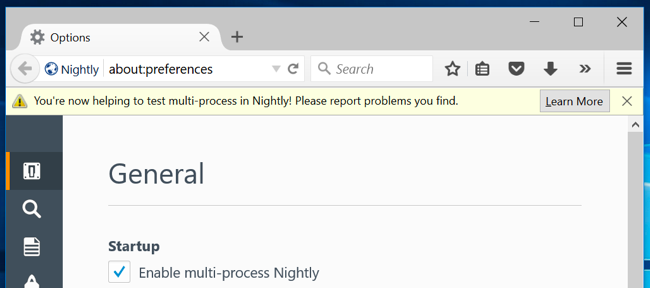 Options
Nightly about:preferences Search
You're now helping to test multi-process in Nightly! Please report problems you find. Learn More
General
Startup
Enable multi-process Nightly